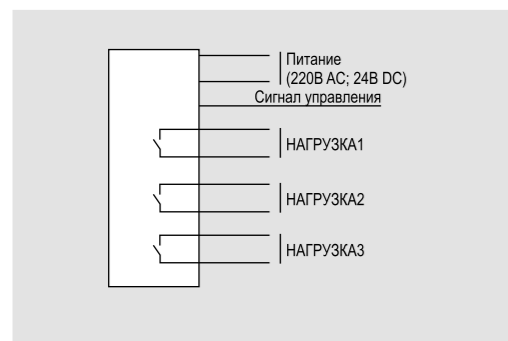 Питание
(220В AC; 24В DC)
Сигнал управления
НАГРУЗКА1
НАГРУЗКА2
НАГРУЗКА3